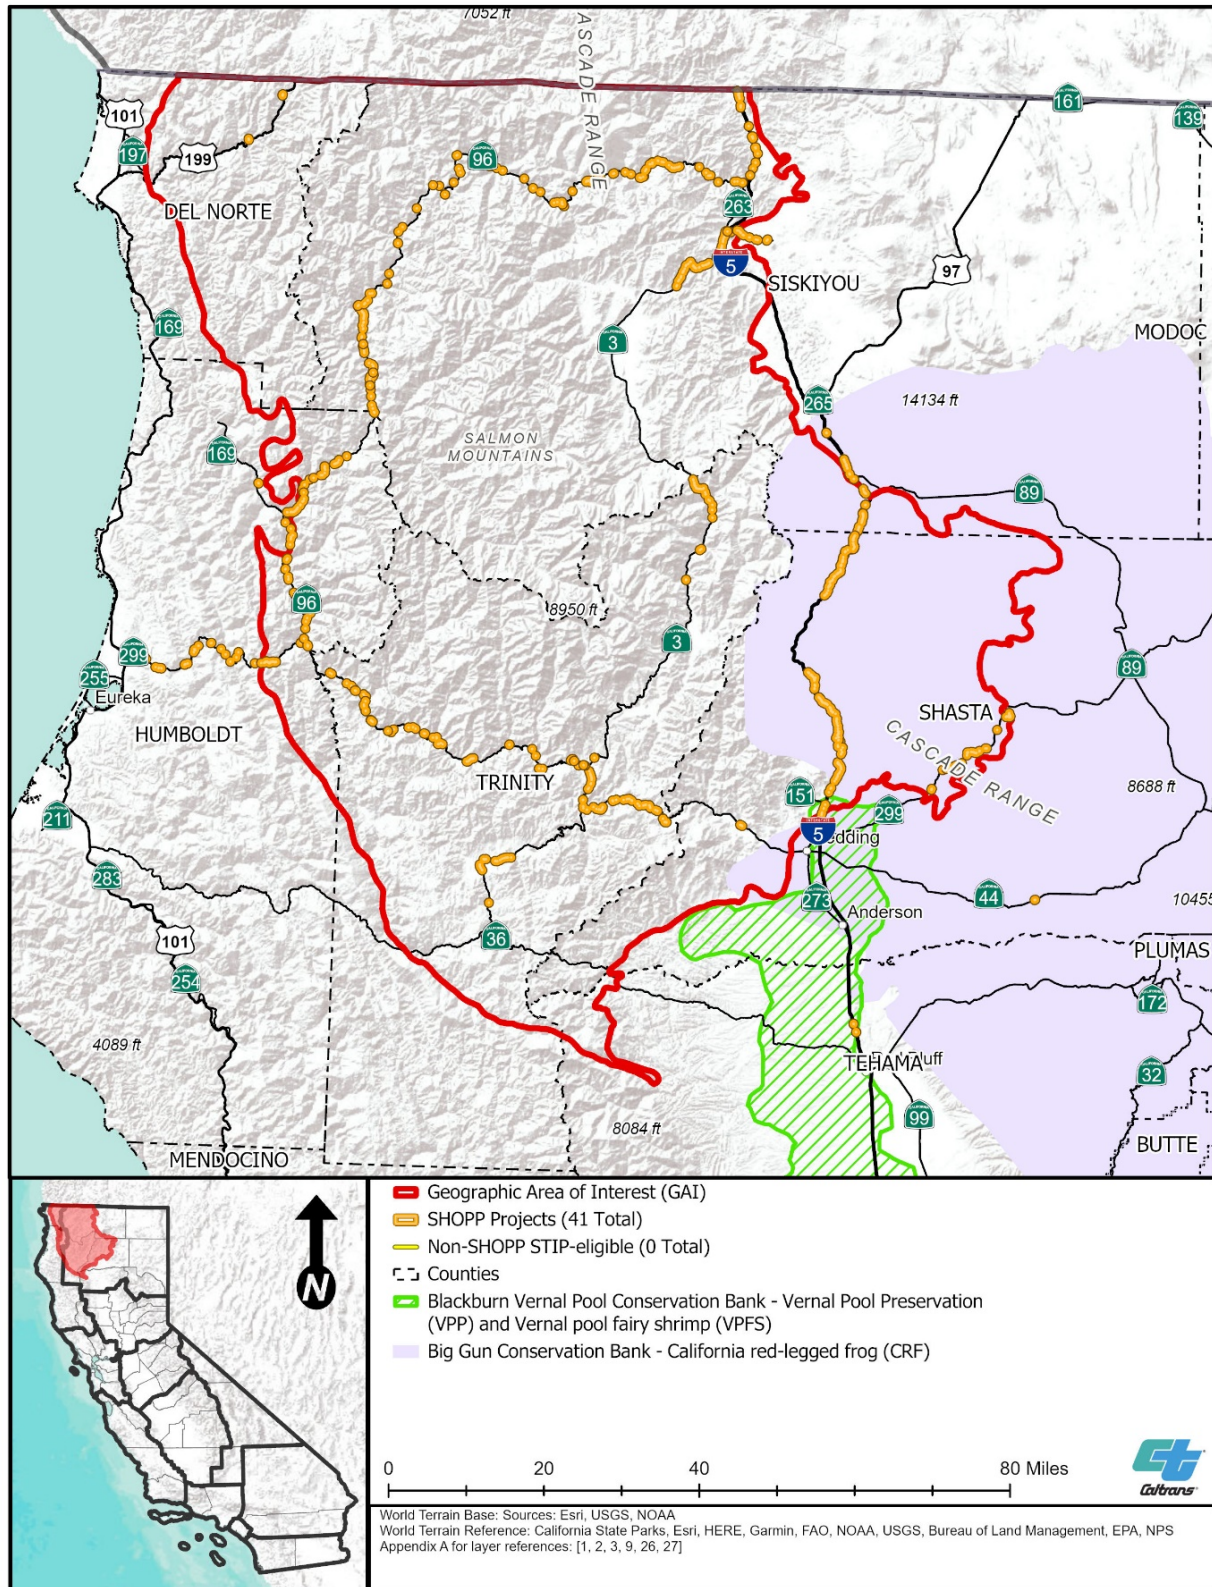 7052 ft
ASCADE RANGE
101
197
199
DEL NORTE
96
263
5
SISKIYOU
161
139
97
MODOC
169
3
265
14134 ft
SALMON
MOUNTAINS
169
89
96
8950 ft
3
299
255
Eureka
HUMBOLDT
TRINITY
SHASTA
CASCADE RANGE
89
8688 ft
151
299
5
edding
211
283
273
Anderson
44
10455
101
36
254
PLUMAS
172
4089 ft
TEHAMA
uff
32
99
8084 ft
BUTTE
MENDOCINO
N
Geographic Area of Interest (GAI)
SHOPP Projects (41 Total)
Non-SHOPP STIP-eligible (0 Total)
Counties
Blackburn Vernal Pool Conservation Bank - Vernal Pool Preservation
(VPP) and Vernal pool fairy shrimp (VPFS)
Big Gun Conservation Bank - California red-legged frog (CRF)
0 20 40 80 Miles
Caltrans
World Terrain Base: Sources: Esri, USGS, NOAA
World Terrain Reference: California State Parks, Esri, HERE, Garmin, FAO, NOAA, USGS, Bureau of Land Management, EPA, NPS
Appendix A for layer references: [1, 2, 3, 9, 26, 27]